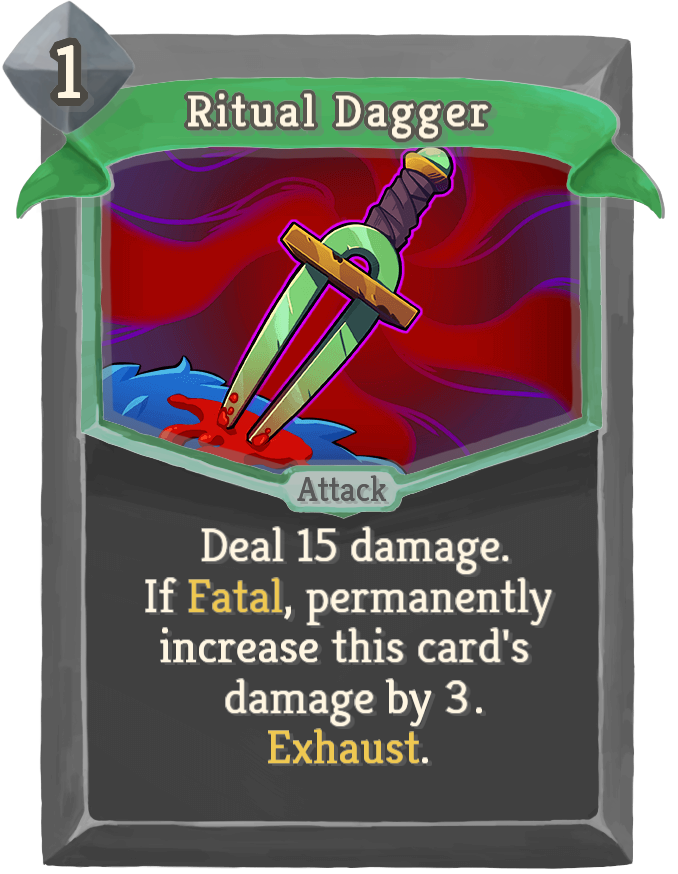 1
Ritual Dagger
Attack
Deal 15 damage.
If Fatal, permanently
increase this card's
damage by 3.
Exhaust.